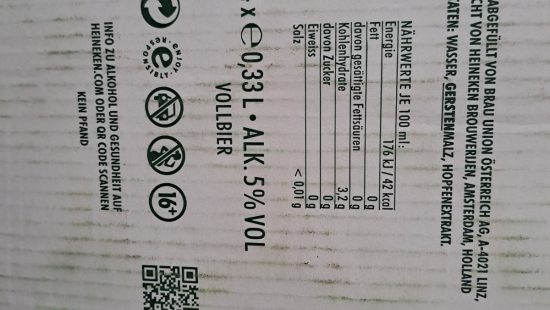 ABGEFÜLLT VON BRAU UNION ÖSTERREICH AG, A-4021 LINZ,
CHT VON HEINEKEN BROUWERIJEN, AMSTERDAM, HOLLAND
TATEN: WASSER, GERSTENMALZ, HOPFENEXTRAKT.
NÄHRWERTE JE 100 ml:
Energie 176 kJ / 42 kcal
Fett 0 g
davon gesättigte Fettsäuren 0 g
Kohlenhydrate 3,2 g
davon Zucker 0 g
Eiweiss 0 g
Salz < 0,01 g
x e 0,33 L • ALK. 5 % VOL
VOLLBIER
16+
INFO ZU ALKOHOL UND GESUNDHEIT AUF
HEINEKEN.COM ODER QR CODE SCANNEN
KEIN PFAND